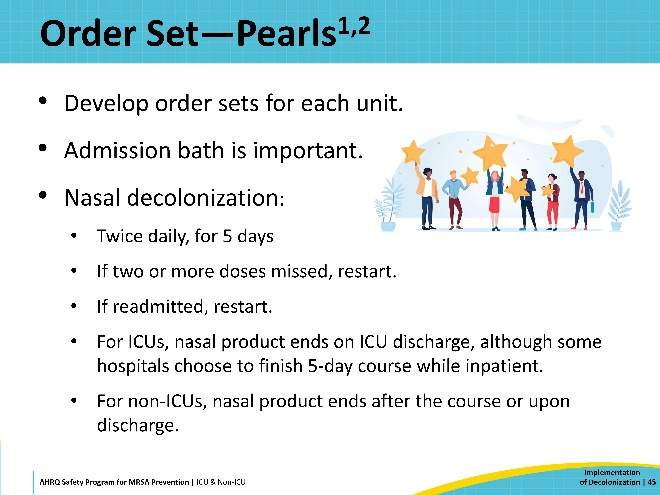 Order Set—Pearls1,2
• Develop order sets for each unit.
• Admission bath is important.
• Nasal decolonization:
• Twice daily, for 5 days
• If two or more doses missed, restart.
• If readmitted, restart.
• For ICUs, nasal product ends on ICU discharge, although some
hospitals choose to finish 5-day course while inpatient.
• For non-ICUs, nasal product ends after the course or upon
discharge.
AHRQ Safety Program for MRSA Prevention | ICU & Non-ICU
Implementation
of Decolonization | 45